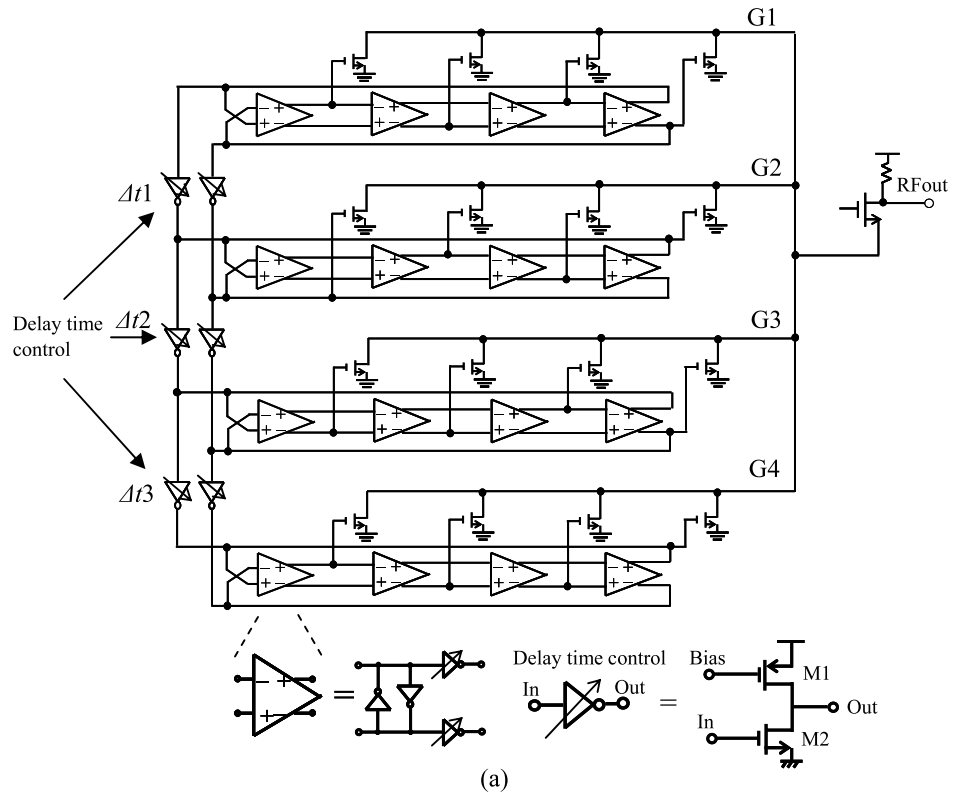 G1
− +
+ −
− +
+ −
− +
+ −
− +
+ −
Δt1
G2
RFout
− +
+ −
− +
+ −
− +
+ −
− +
+ −
Delay time
control
Δt2
G3
− +
+ −
− +
+ −
− +
+ −
− +
+ −
Δt3
G4
− +
+ −
− +
+ −
− +
+ −
− +
+ −
− +
+ −
=
Delay time control
In
Out
=
Bias
M1
Out
In
M2
(a)